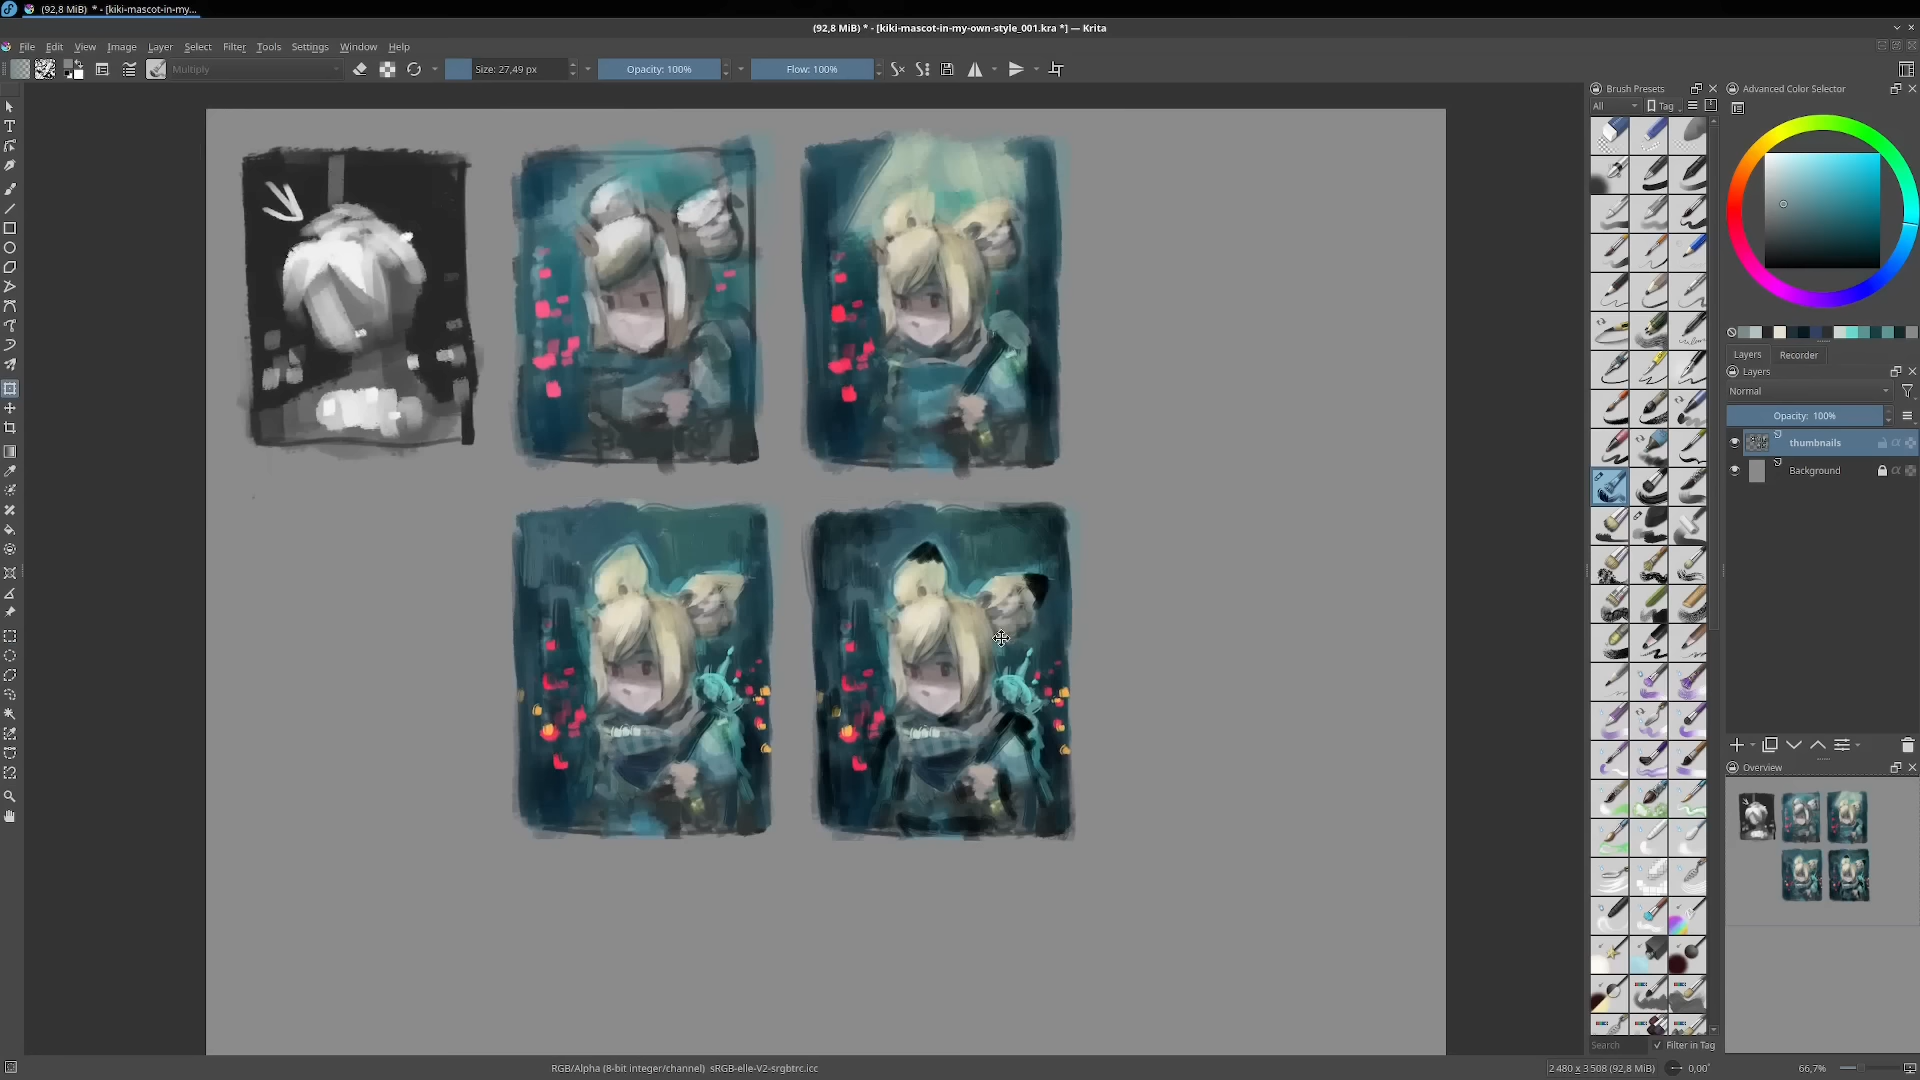 (92,8 MiB) * - [kiki-mascot-in-my...
(92,8 MiB) * - [kiki-mascot-in-my-own-style_001.kra *] — Krita
File Edit View Image Layer Select Filter Tools Settings Window Help
Multiply
Size: 27,49 px
Opacity: 100%
Flow: 100%
Brush Presets
All
Tag
Advanced Color Selector
Layers
Recorder
Layers
Normal
Opacity: 100%
thumbnails
Background
Overview
Search
✓ Filter in Tag
RGB/Alpha (8-bit integer/channel) sRGB-elle-V2-srgbtrc.icc
2 480 x 3 508 (92,8 MiB)
0,00°
66,7%